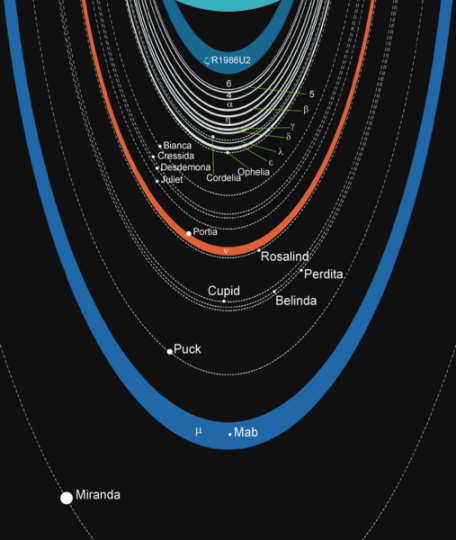 ζ/R1986U2
6
5
4
α
β
η
γ
δ
λ
ε
Bianca
Cressida
Desdemona
Juliet
Cordelia
Ophelia
Portia
ν
Rosalind
Perdita
Cupid
Belinda
Puck
μ
Mab
Miranda